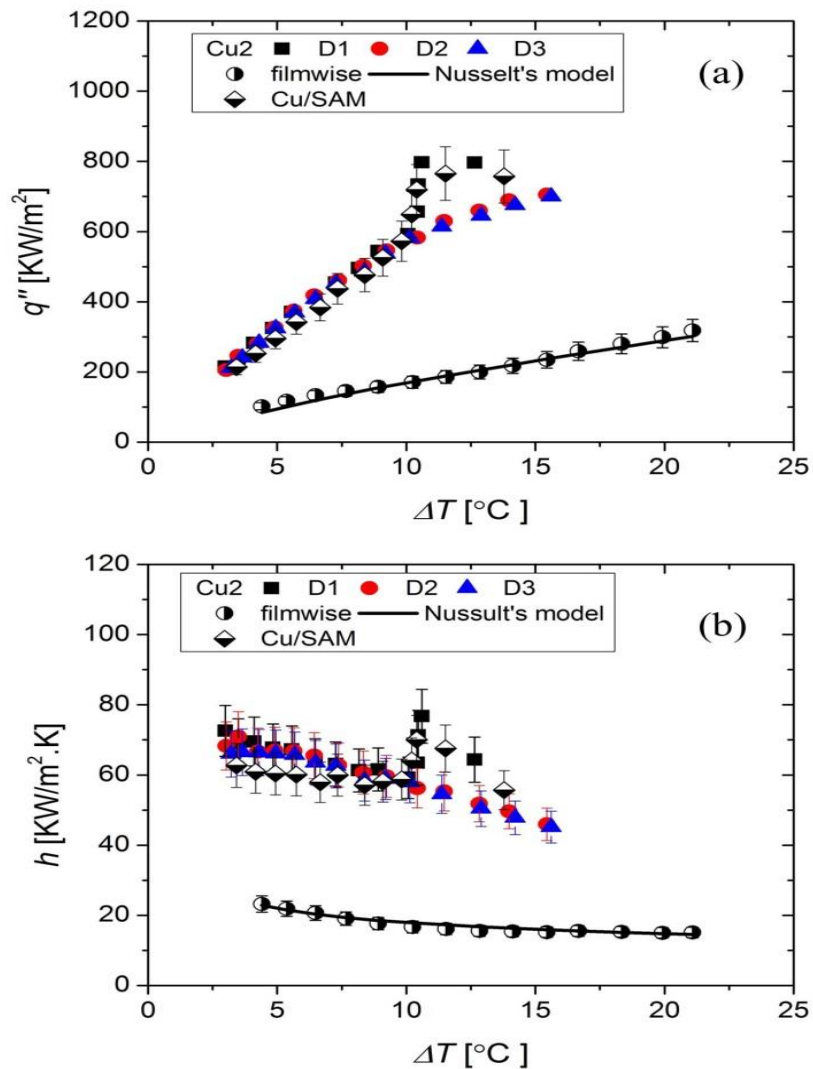 1200
Cu2 D1 D2 D3
filmwise Nusselt's model
Cu/SAM
(a)
1000
800
600
400
200
0
q" [KW/m²]
0 5 10 15 20 25
ΔT [°C ]
120
Cu2 D1 D2 D3
filmwise Nussult's model
Cu/SAM
(b)
100
80
60
40
20
0
h [KW/m².K]
0 5 10 15 20 25
ΔT [°C ]